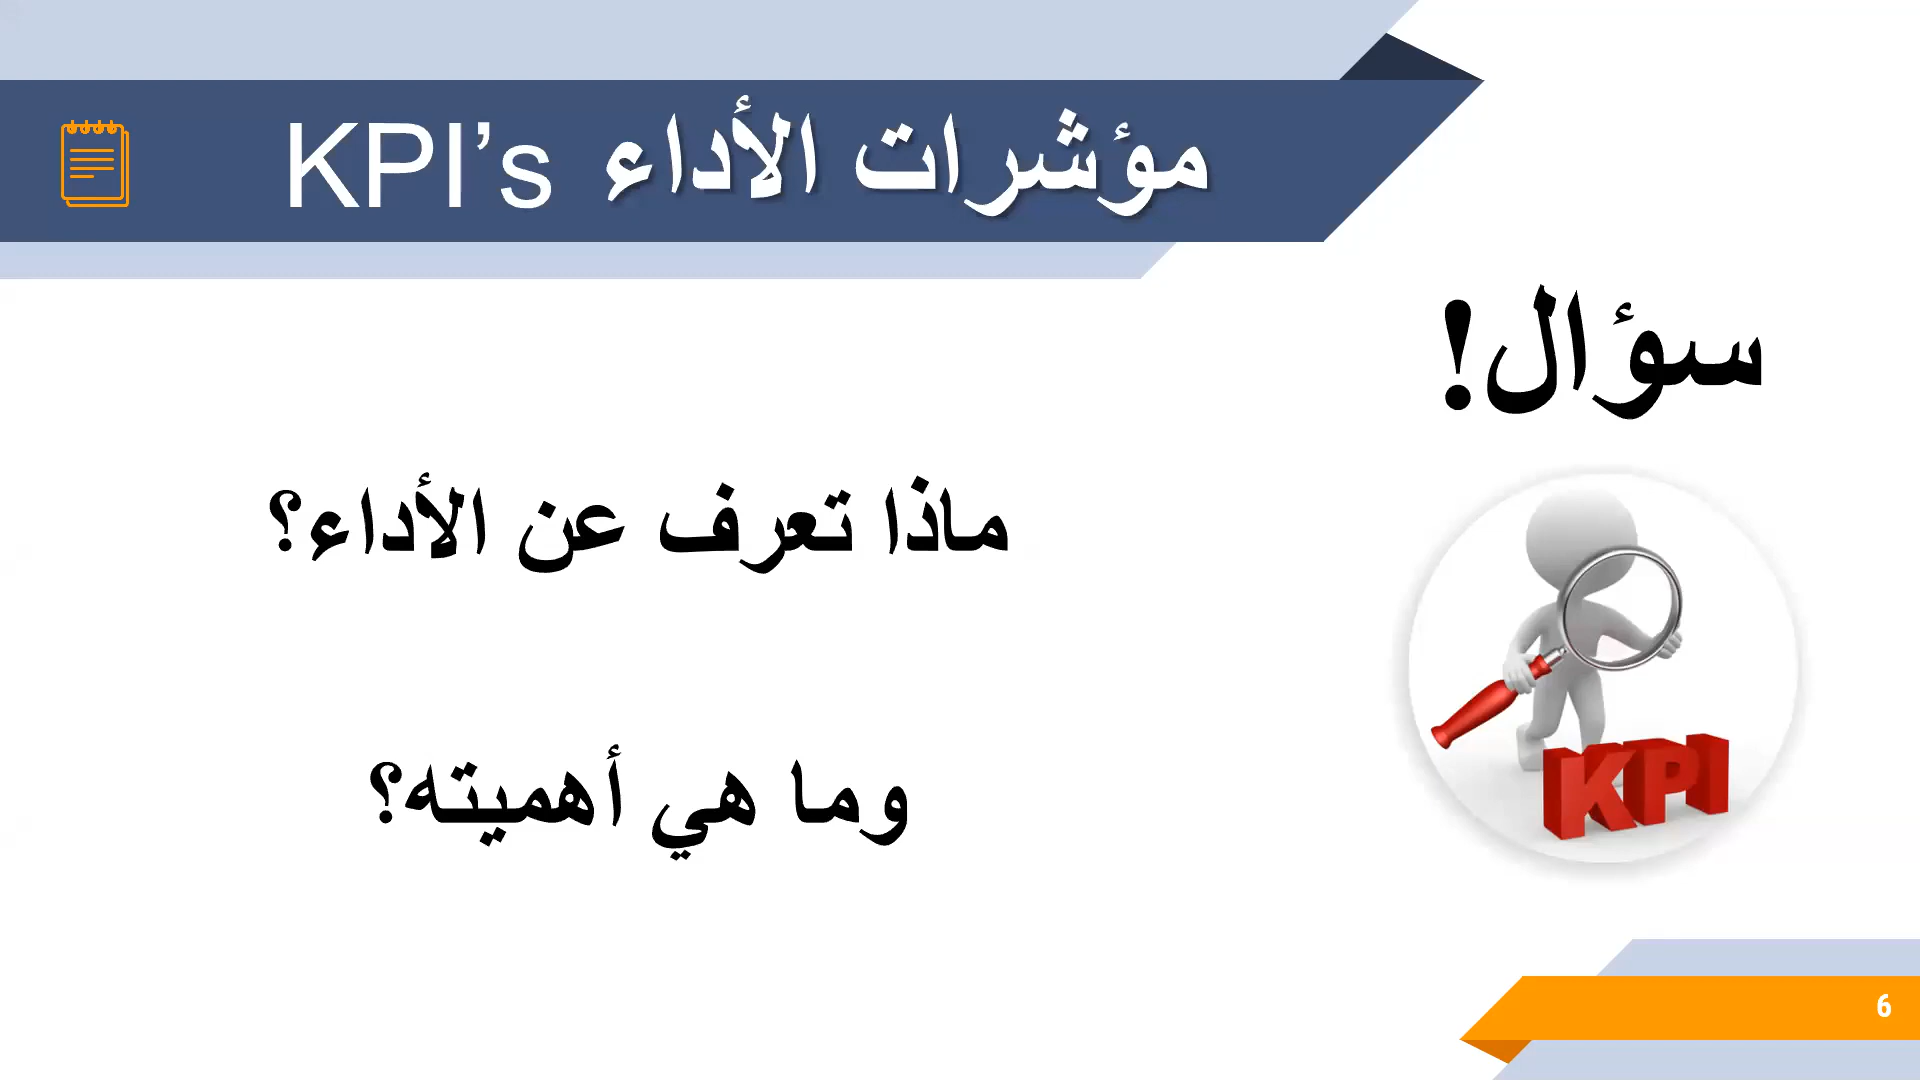 مؤشرات الأداء KPI’s
سؤال!
ماذا تعرف عن الأداء؟
وما هي أهميته؟
KPI
6